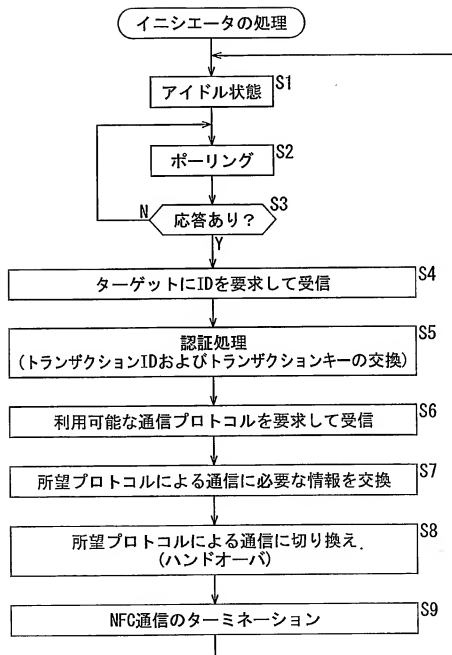 イニシエータの処理
アイドル状態
S1
ポーリング
S2
応答あり?
S3
N
Y
ターゲットにIDを要求して受信
S4
認証処理
(トランザクションIDおよびトランザクションキーの交換)
S5
利用可能な通信プロトコルを要求して受信
S6
所望プロトコルによる通信に必要な情報を交換
S7
所望プロトコルによる通信に切り換え
(ハンドオーバ)
S8
NFC通信のターミネーション
S9